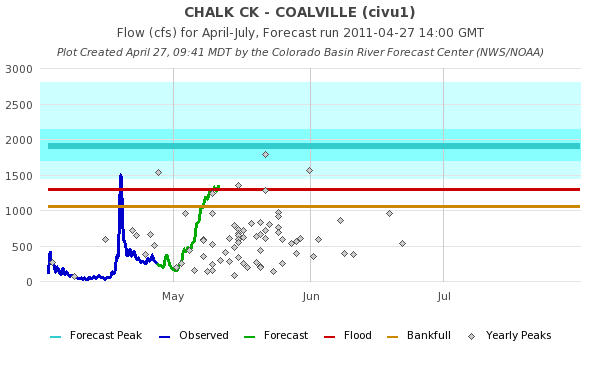 CHALK CK - COALVILLE (civu1)
Flow (cfs) for April-July, Forecast run 2011-04-27 14:00 GMT
Plot Created April 27, 09:41 MDT by the Colorado Basin River Forecast Center (NWS/NOAA)
3000
2500
2000
1500
1000
500
0
May Jun Jul
Forecast Peak Observed Forecast Flood Bankfull Yearly Peaks